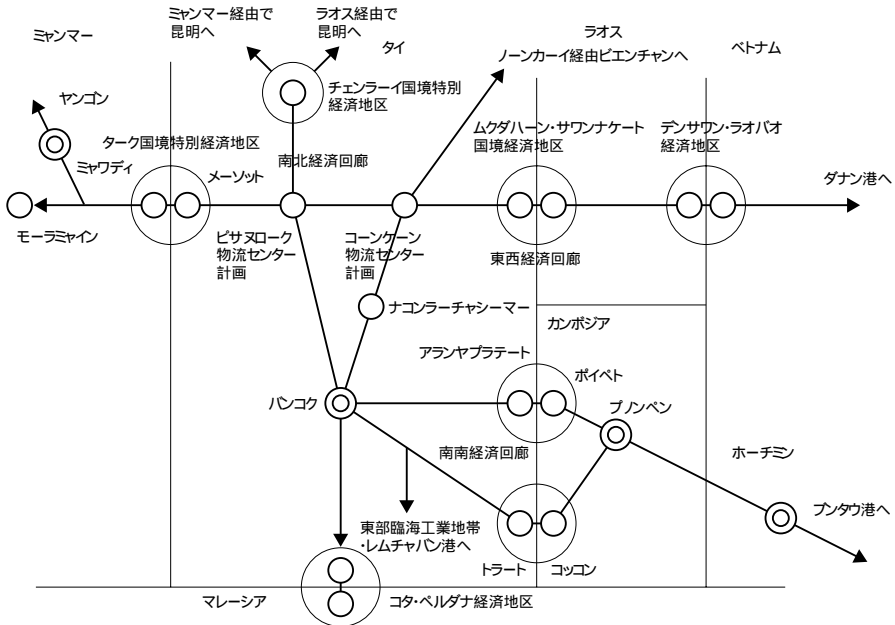 ミャンマー経由で
昆明へ
ラオス経由で
昆明へ
ミャンマー
タイ
ラオス
ベトナム
ノーンカーイ経由ビエンチャンへ
チェンラーイ国境特別
経済地区
ヤンゴン
ターク国境特別経済地区
ミャワディ
メーソット
南北経済回廊
ムクダハーン・サワンナケート
国境経済地区
デンサワン・ラオバオ
経済地区
ダナン港へ
モーラミャイン
ピサヌローク
物流センター
計画
コーンケーン
物流センター
計画
東西経済回廊
ナコンラーチャシーマー
カンボジア
アランヤプラテート
ポイペト
バンコク
プノンペン
南南経済回廊
ホーチミン
ブンタウ港へ
東部臨海工業地帯
・レムチャバン港へ
トラート
コッコン
マレーシア
コタ・ペルダナ経済地区